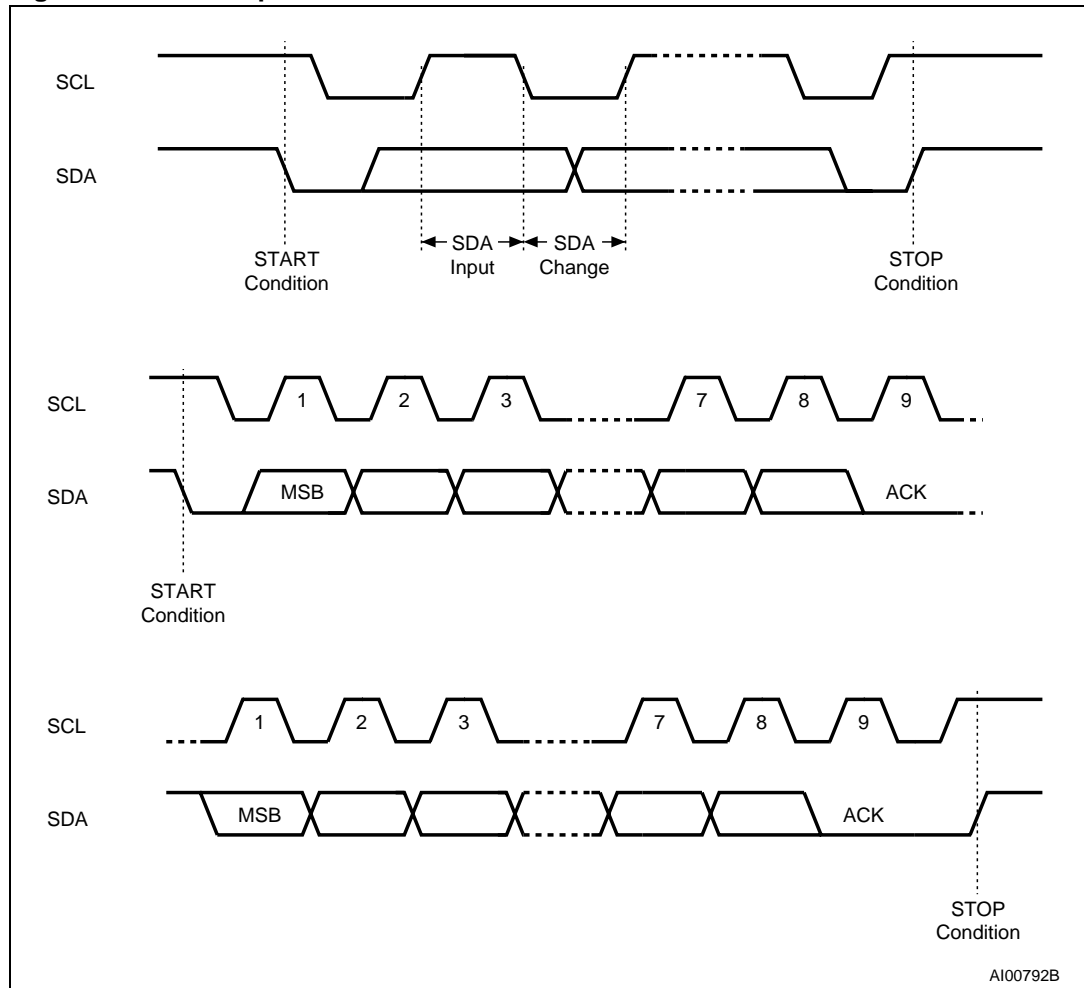 SCL
SDA
START
Condition
SDA
Input
SDA
Change
STOP
Condition
SCL
1 2 3 7 8 9
SDA
MSB ACK
START
Condition
SCL
1 2 3 7 8 9
SDA
MSB ACK
STOP
Condition
AI00792B